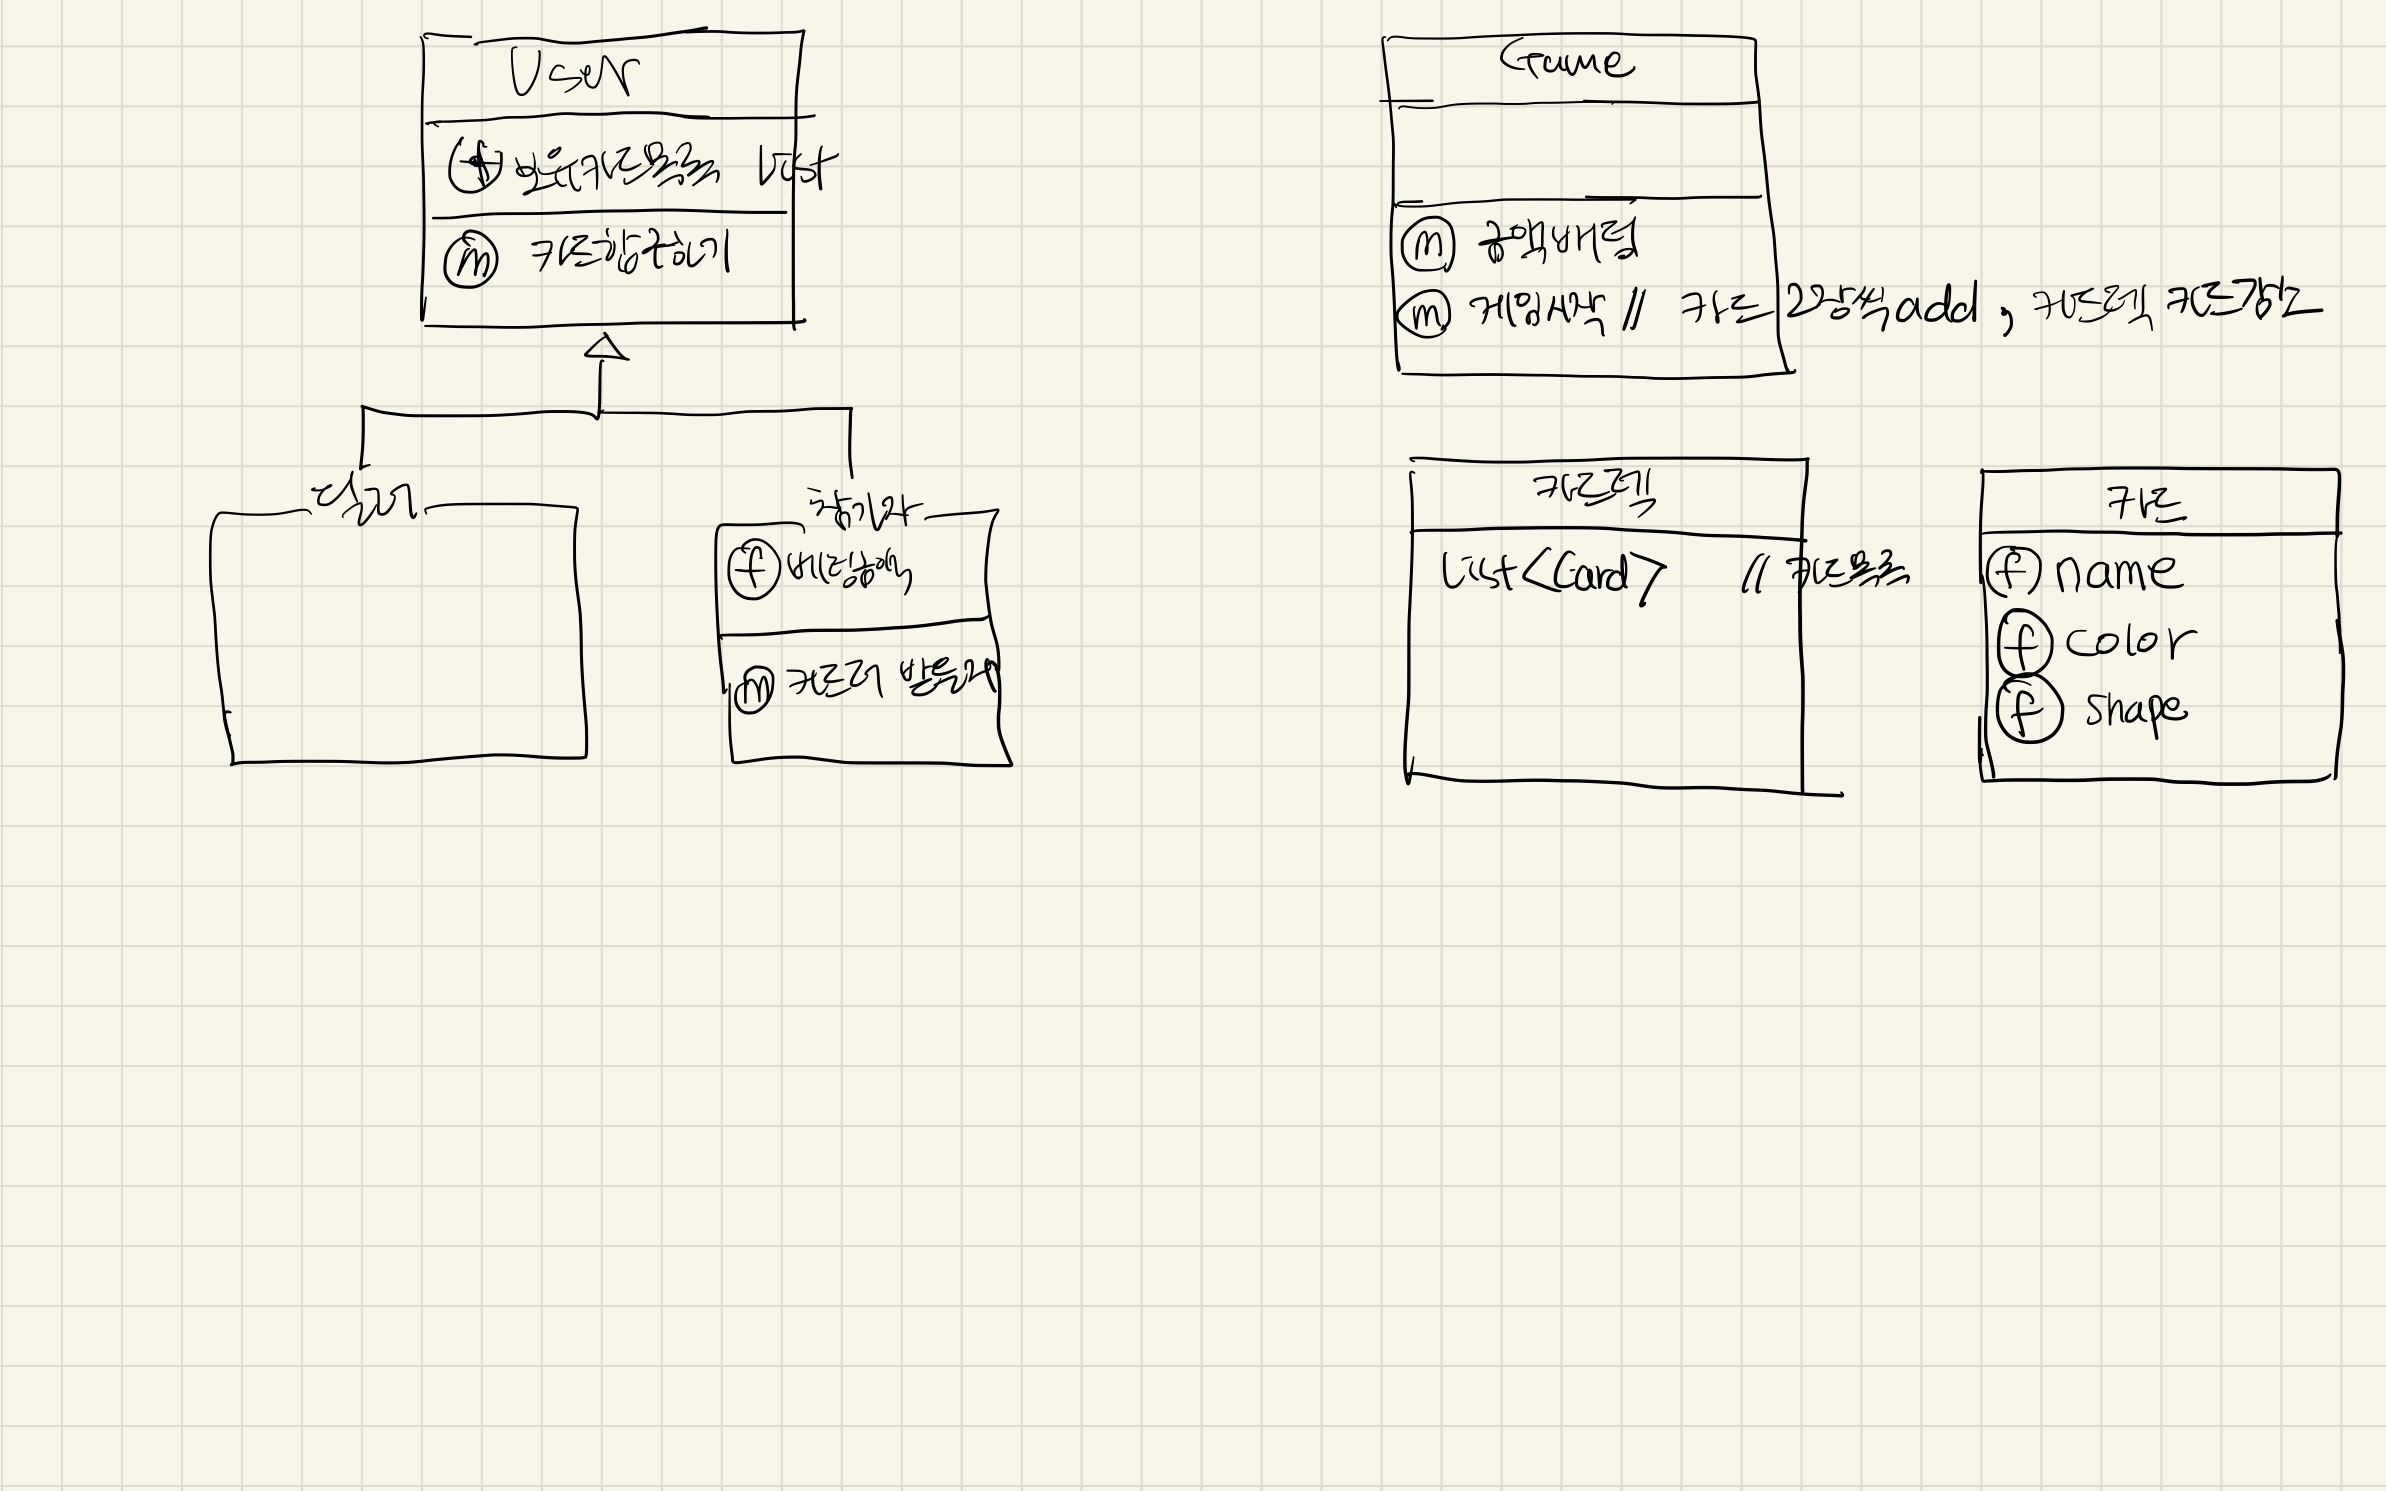 User
f 보유카드목록 List
m 카드합구하기
딜러
참가자
f 베팅금액
m 카드더 받을래
Game
m 금액베팅
m 게임시작 // 카드 2장씩 add, 카드덱 카드감소
카드덱
List<Card> // 카드목록
카드
f name
f color
f shape